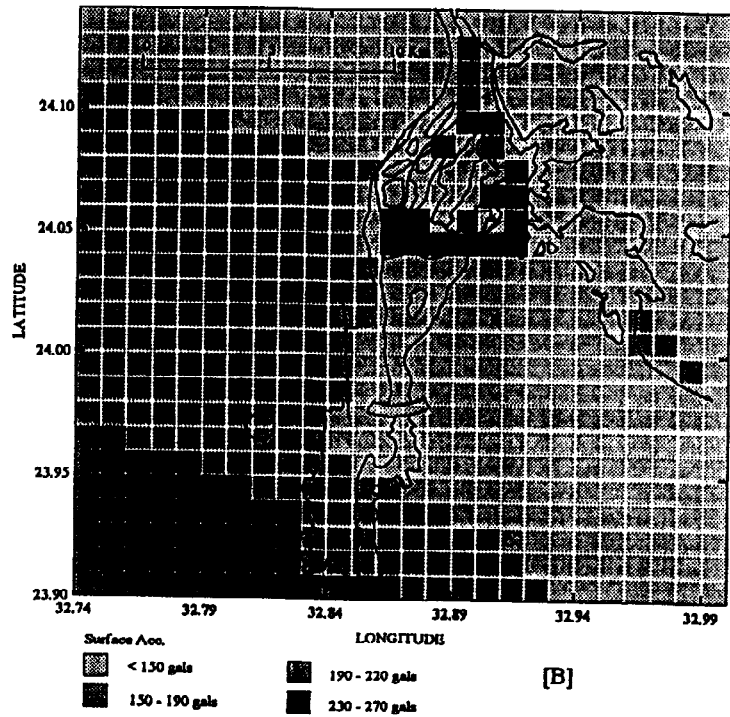 24.10
24.05
LATITUDE
24.00
23.95
23.90
32.74 32.79 32.84 32.89 32.94 32.99
Surface Acc.
LONGITUDE
< 150 gals
190 - 220 gals
[B]
150 - 190 gals
230 - 270 gals